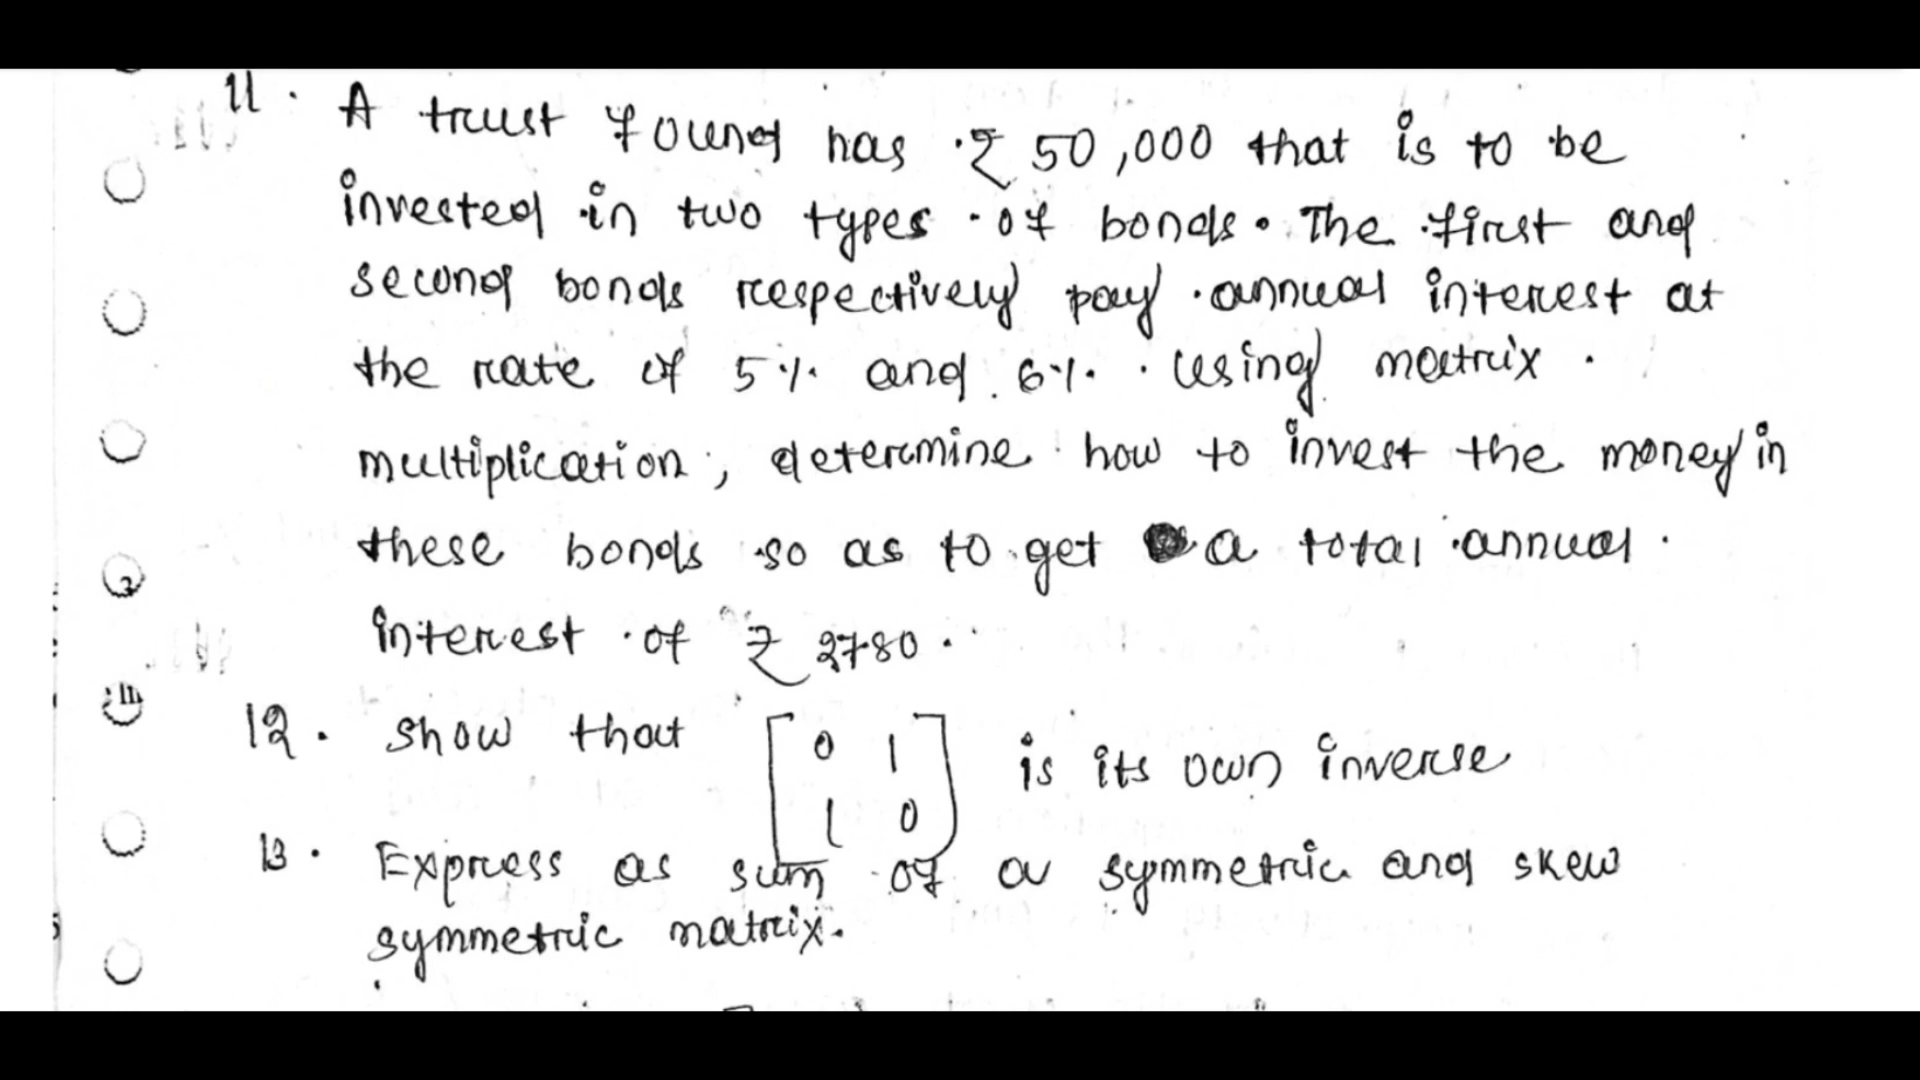 11. A trust found has ₹ 50,000 that is to be
invested in two types of bonds. The first and
second bonds respectively pay annual interest at
the rate of 5% and 6%. using matrix
multiplication, determine how to invest the money in
these bonds so as to get a total annual
interest of ₹ 2780.
12. show that [0 1
1 0] is its own inverse
13. Express as sum of a symmetric and skew
symmetric matrix.